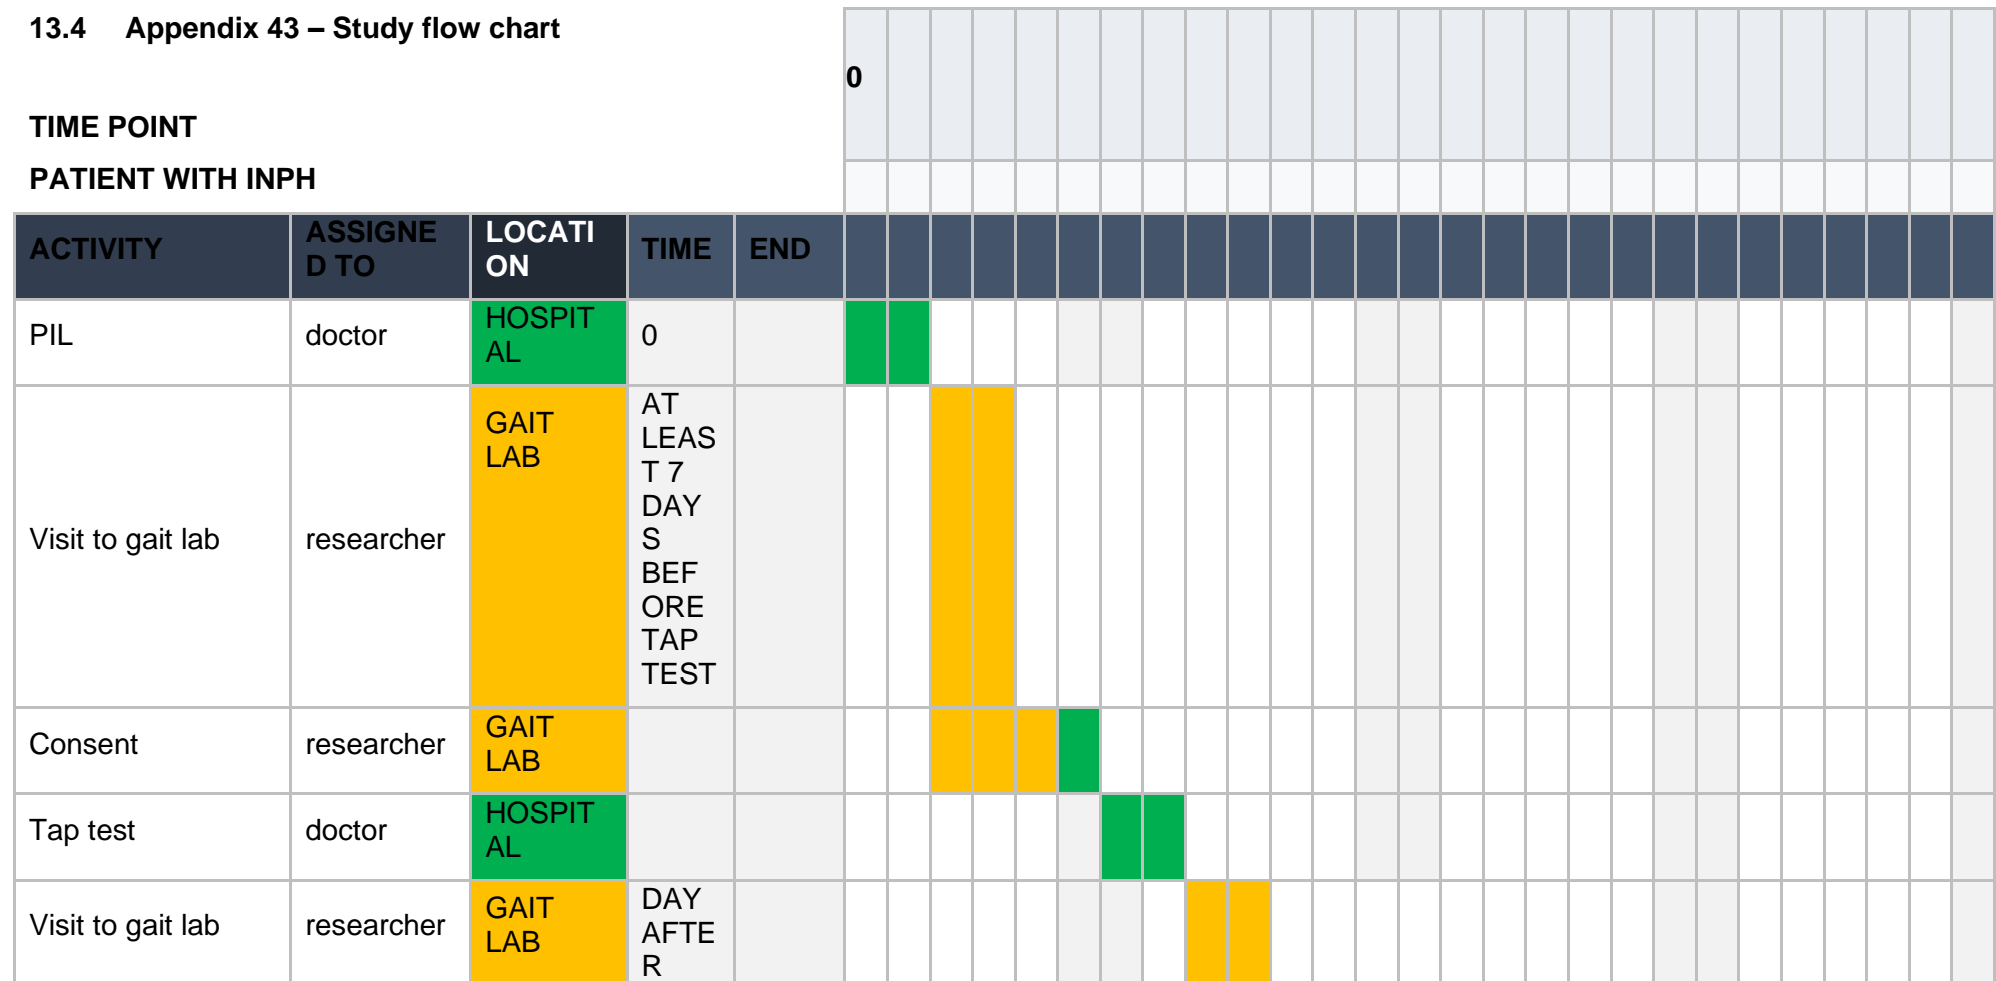 13.4 Appendix 43 – Study flow chart
0
TIME POINT
PATIENT WITH INPH
ACTIVITY
ASSIGNE
D TO
LOCATI
ON
TIME
END
PIL
doctor
HOSPIT
AL
0
Visit to gait lab
researcher
GAIT
LAB
AT
LEAS
T 7
DAY
S
BEF
ORE
TAP
TEST
Consent
researcher
GAIT
LAB
Tap test
doctor
HOSPIT
AL
Visit to gait lab
researcher
GAIT
LAB
DAY
AFTE
R